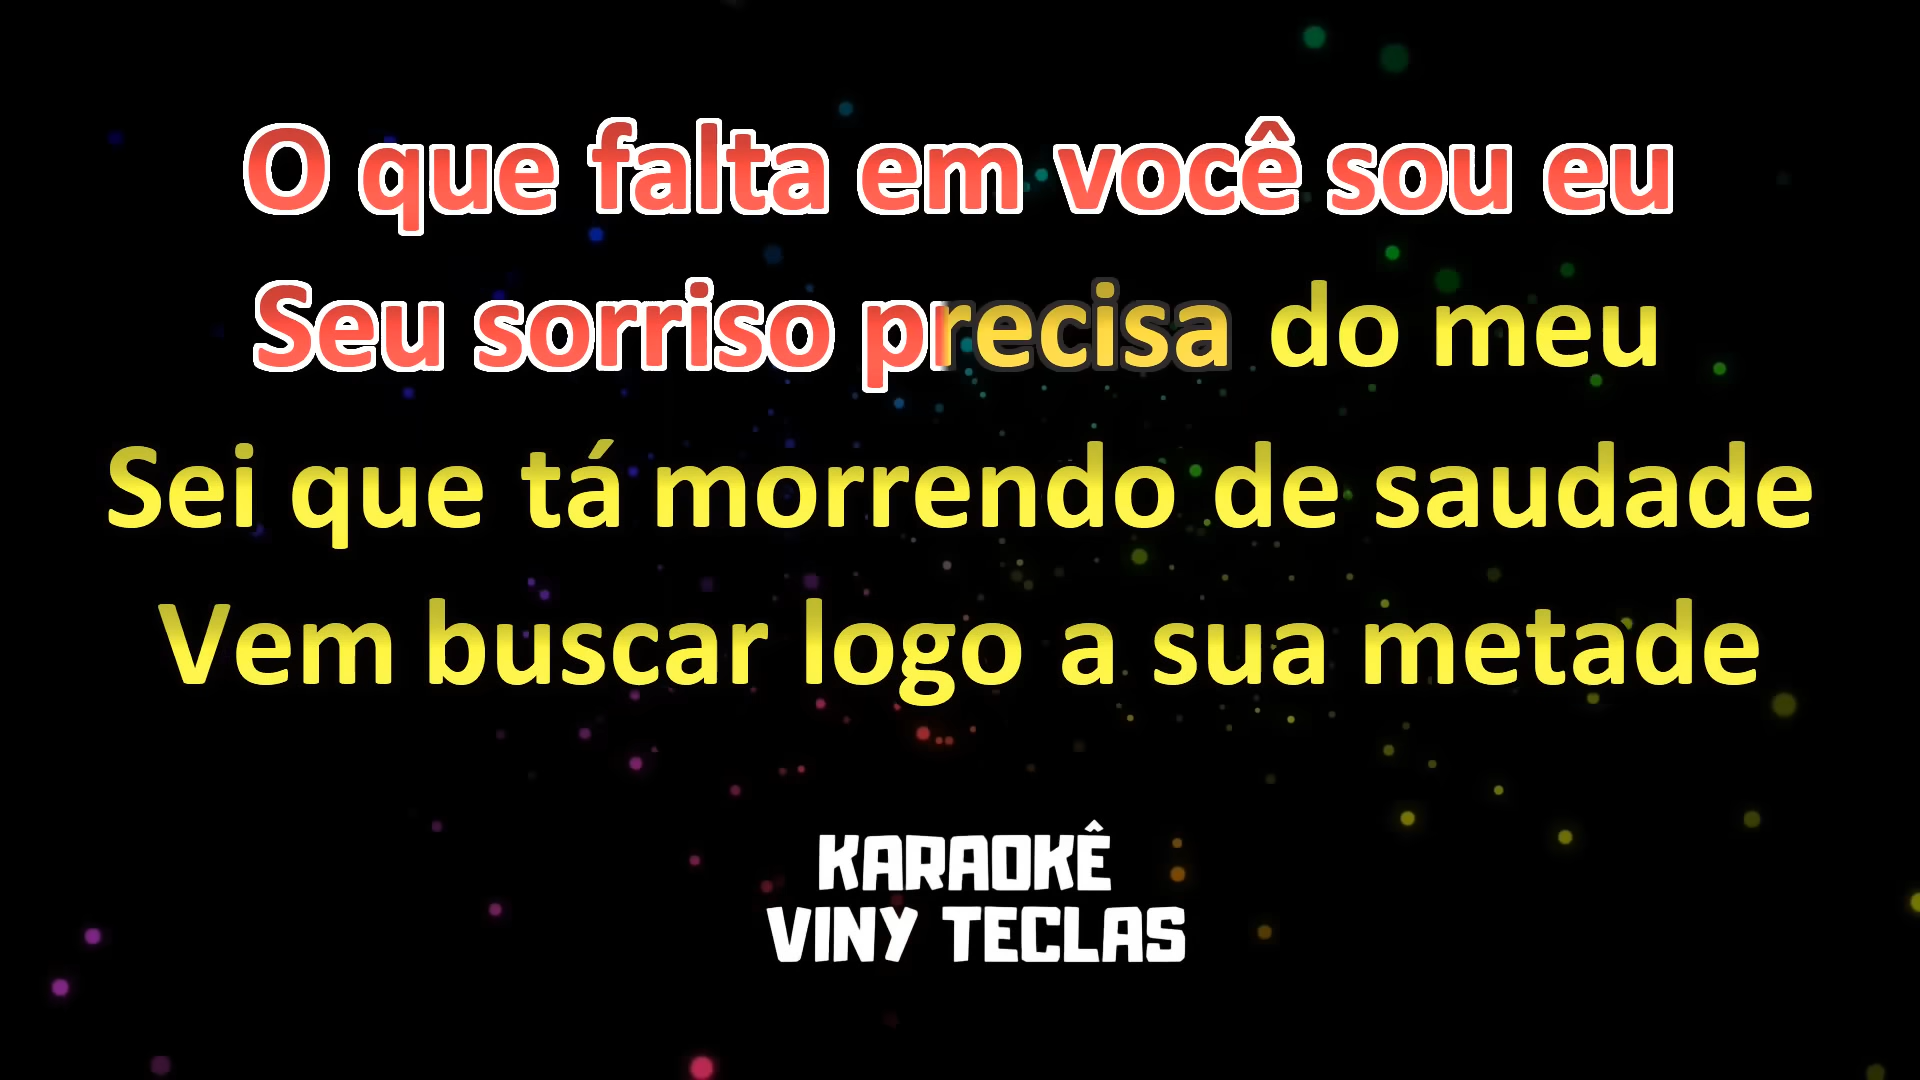 O que falta em você sou eu
Seu sorriso precisa do meu
Sei que tá morrendo de saudade
Vem buscar logo a sua metade
KARAOKÊ
VINY TECLAS